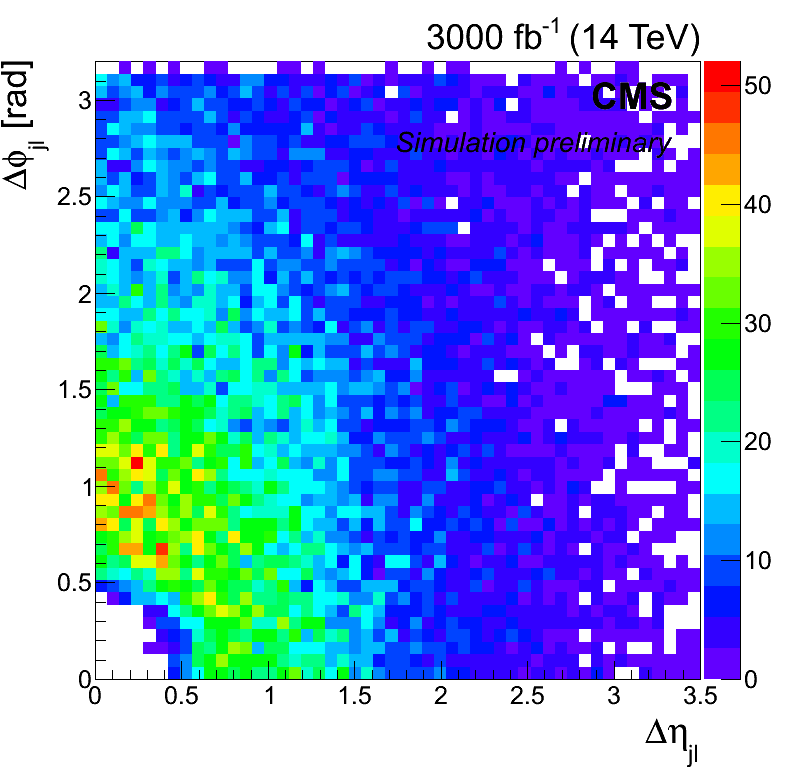 3000 fb⁻¹ (14 TeV)
CMS
Simulation preliminary
Δϕjl [rad]
3
2.5
2
1.5
1
0.5
0
0 0.5 1 1.5 2 2.5 3 3.5
Δηjl
50
40
30
20
10
0